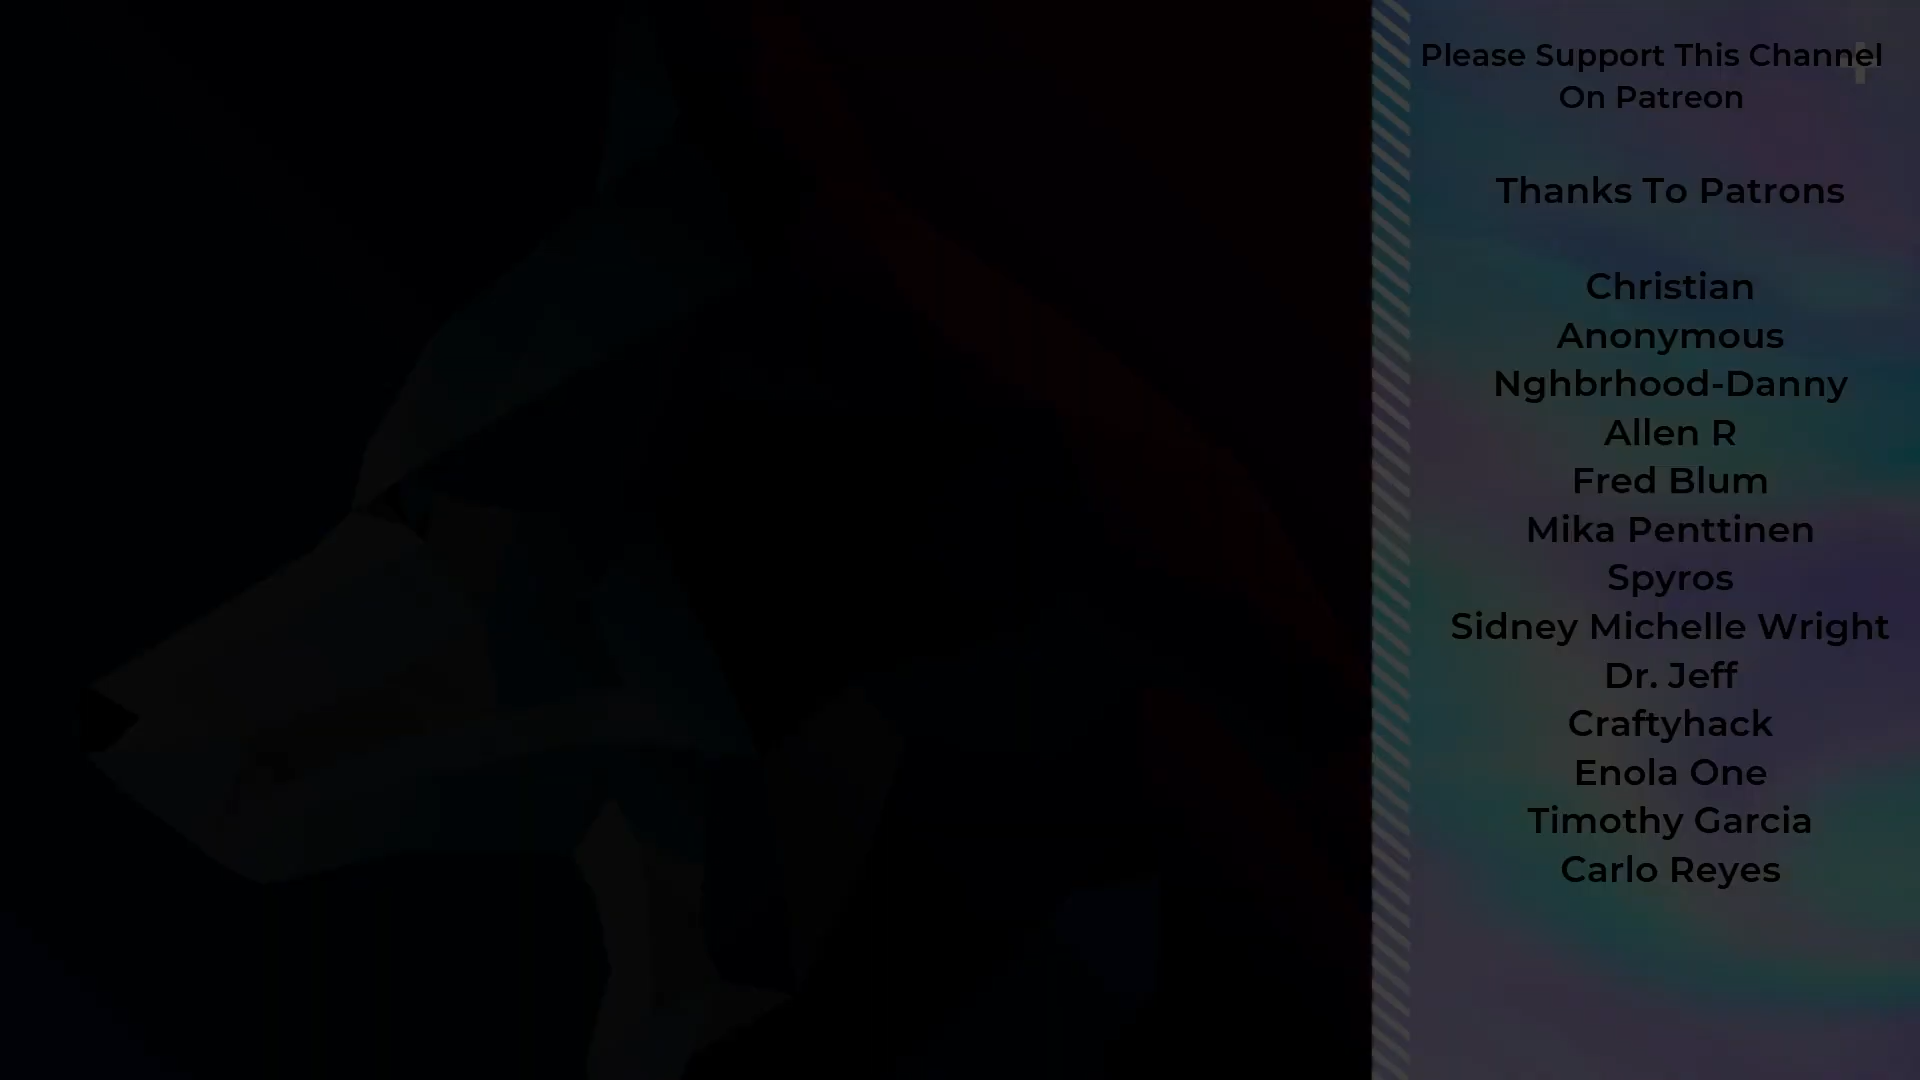 Please Support This Channel
On Patreon
Thanks To Patrons
Christian
Anonymous
Nghbrhood-Danny
Allen R
Fred Blum
Mika Penttinen
Spyros
Sidney Michelle Wright
Dr. Jeff
Craftyhack
Enola One
Timothy Garcia
Carlo Reyes